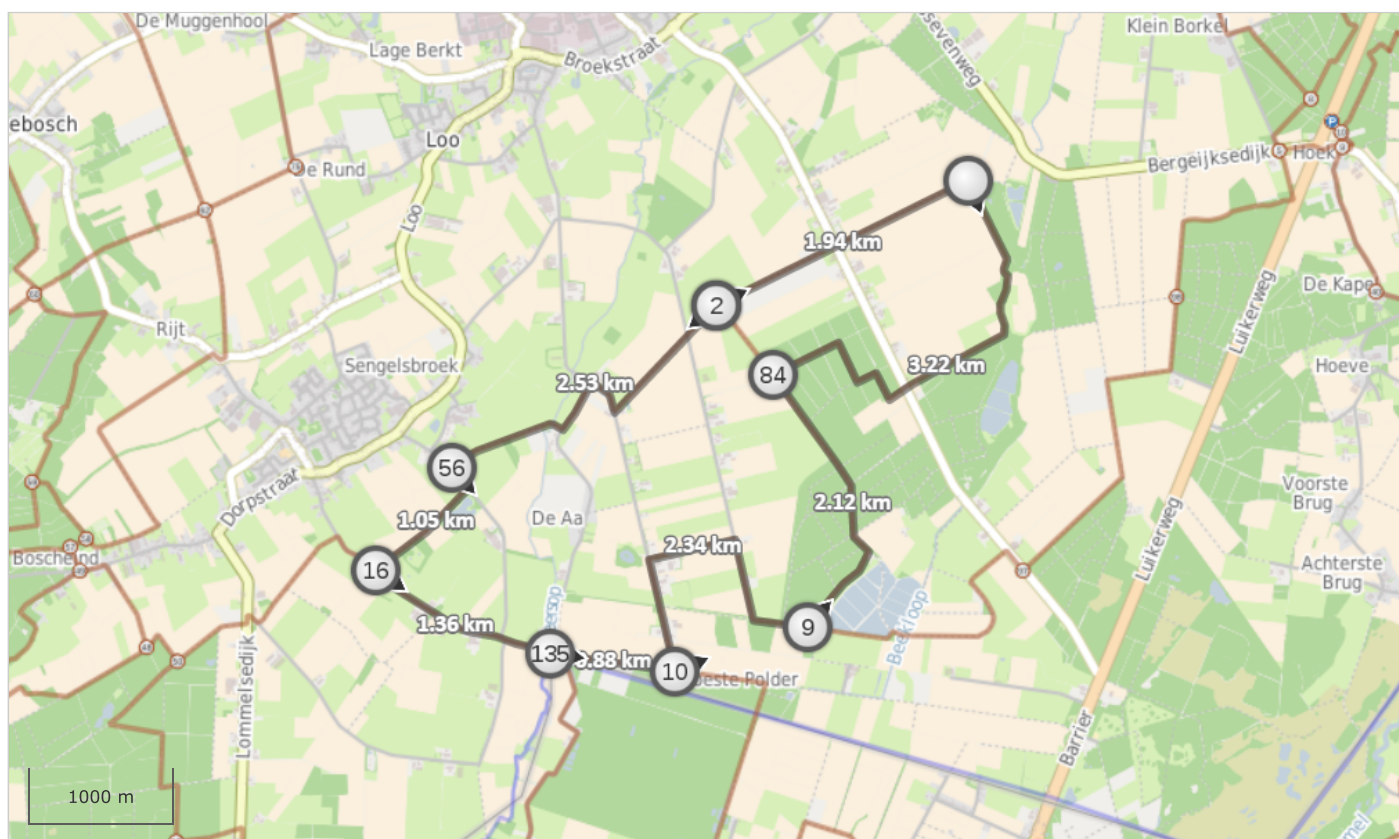 De Muggenhool
Lage Berkt
Broekstraat
Klein Borkel
ebosch
Loo
De Rund
Bergeijksedijk
Hoek
P
Loo
1.94 km
De Kape
Luikerweg
2
Rijt
Sengelsbroek
2.53 km
84
3.22 km
Hoeve
56
Dorpstraat
2.12 km
Voorste
Brug
1.05 km
De Aa
2.34 km
Luikerweg
16
Achterste
Brug
1.36 km
9
Beekloop
135
10
Lommelsedijk
Barrier
1000 m